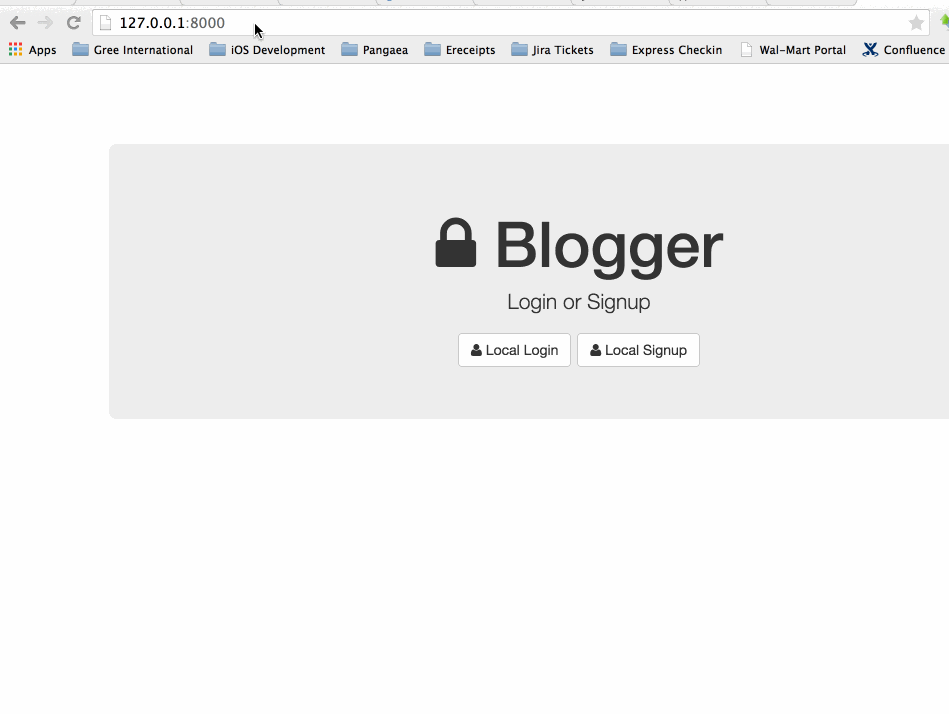 127.0.0.1:8000
Apps Gree International iOS Development Pangaea Ereceipts Jira Tickets Express Checkin Wal-Mart Portal Confluence
Blogger
Login or Signup
Local Login Local Signup